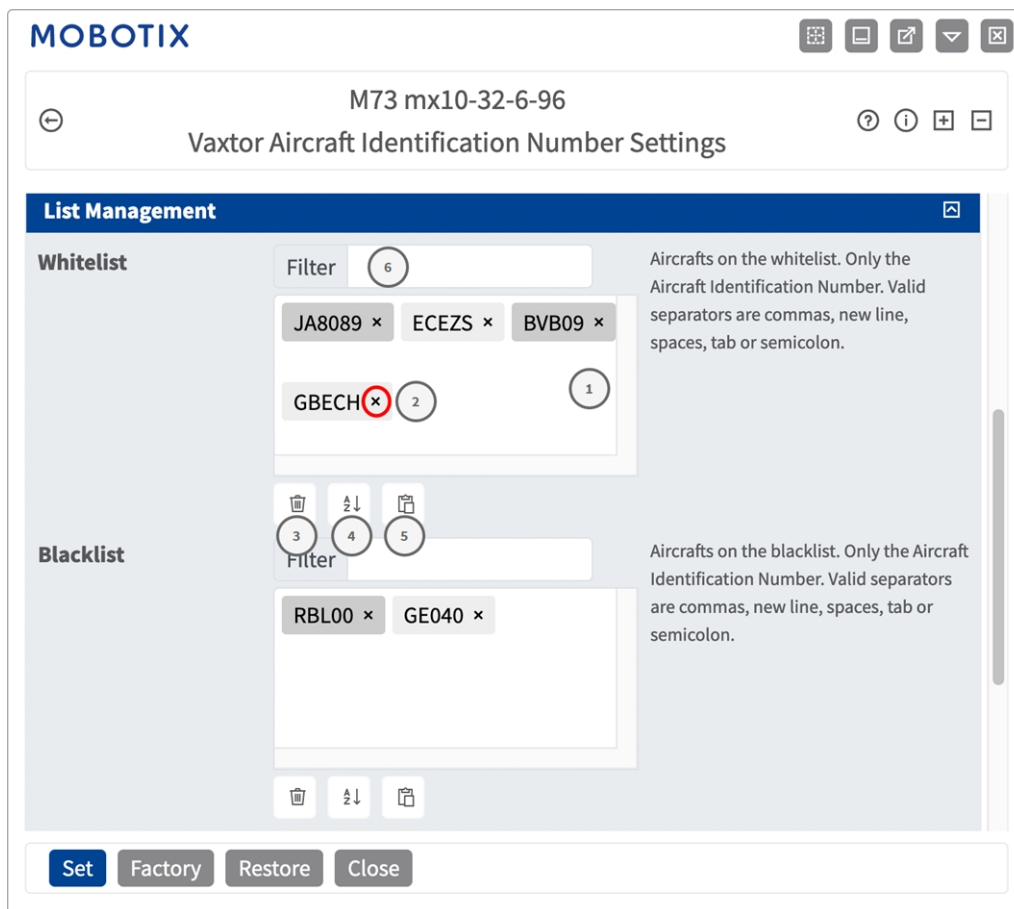 MOBOTIX
M73 mx10-32-6-96
Vaxtor Aircraft Identification Number Settings
List Management
Whitelist
Filter
6
Aircrafts on the whitelist. Only the
Aircraft Identification Number. Valid
separators are commas, new line,
spaces, tab or semicolon.
JA8089 × ECEZS × BVB09 ×
1
GBECH × 2
3 4 5
Blacklist
Filter
Aircrafts on the blacklist. Only the Aircraft
Identification Number. Valid separators
are commas, new line, spaces, tab or
semicolon.
RBL00 × GE040 ×
Set Factory Restore Close